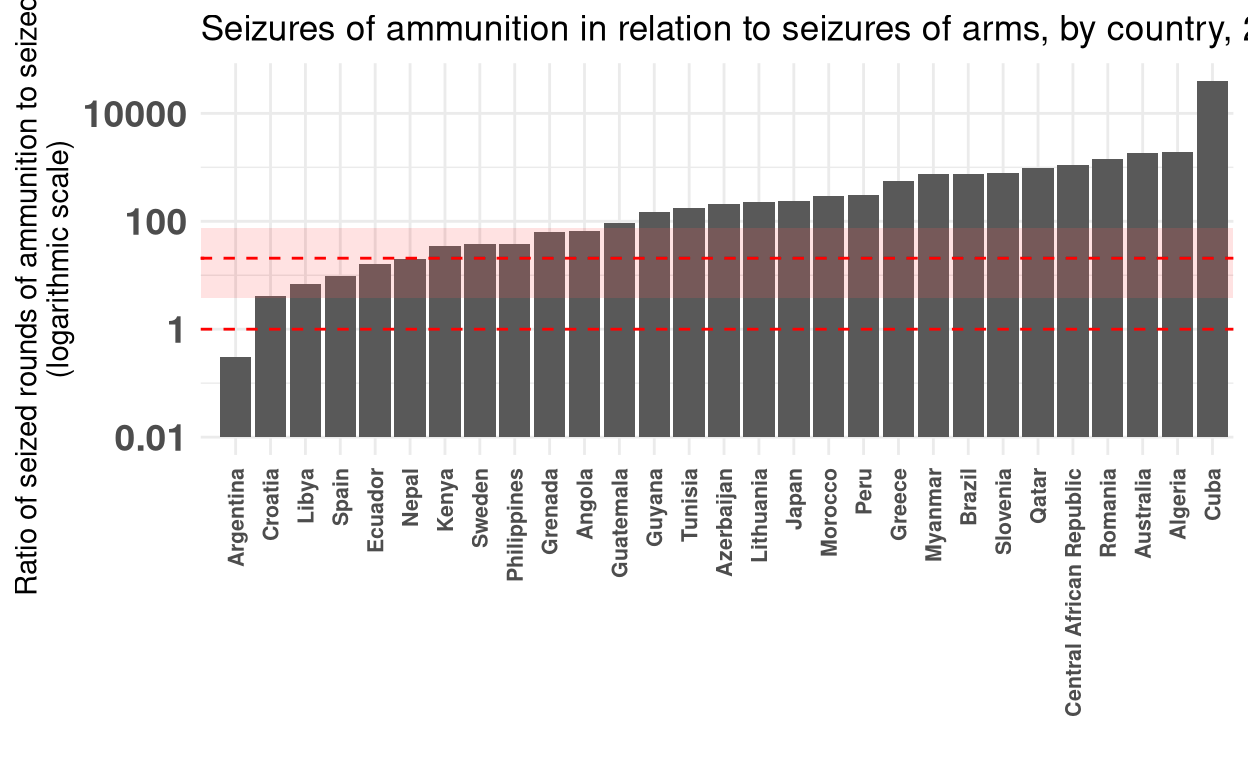 Seizures of ammunition in relation to seizures of arms, by country,
Ratio of seized rounds of ammunition to seized
(logarithmic scale)
10000
100
1
0.01
Argentina
Croatia
Libya
Spain
Ecuador
Nepal
Kenya
Sweden
Philippines
Grenada
Angola
Guatemala
Guyana
Tunisia
Azerbaijan
Lithuania
Japan
Morocco
Peru
Greece
Myanmar
Brazil
Slovenia
Qatar
Central African Republic
Romania
Australia
Algeria
Cuba